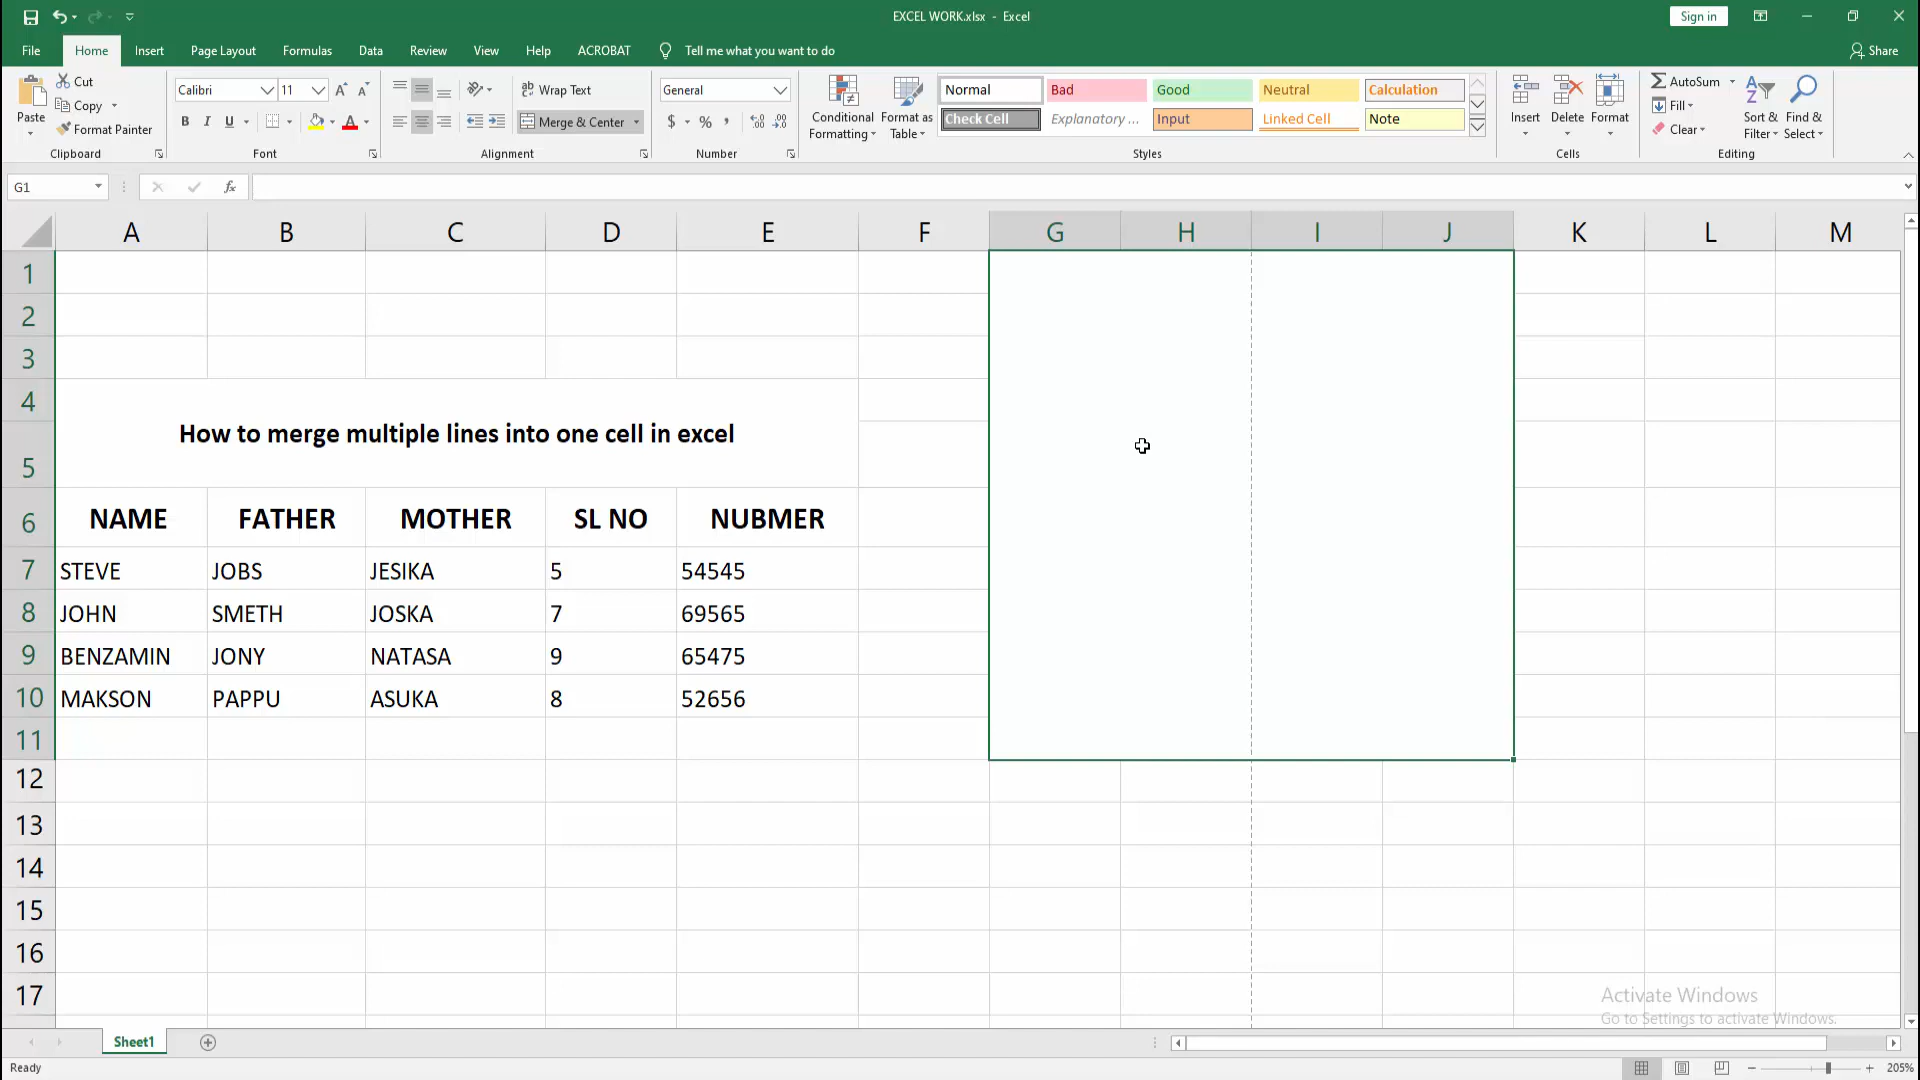 EXCEL WORK.xlsx - Excel
Sign in
File Home Insert Page Layout Formulas Data Review View Help ACROBAT Tell me what you want to do Share
Paste
Cut
Copy
Format Painter
Clipboard
Calibri 11
B I U
Font
Wrap Text
Merge & Center
Alignment
General
$ % ,
Number
Conditional Formatting
Format as Table
Normal Bad Good Neutral Calculation
Check Cell Explanatory ... Input Linked Cell Note
Styles
Insert Delete Format
Cells
AutoSum
Fill
Clear
Sort & Filter
Find & Select
Editing
G1 fx
A B C D E F G H I J K L M
1
2
3
4
How to merge multiple lines into one cell in excel
5
6 NAME FATHER MOTHER SL NO NUBMER
7 STEVE JOBS JESIKA 5 54545
8 JOHN SMETH JOSKA 7 69565
9 BENZAMIN JONY NATASA 9 65475
10 MAKSON PAPPU ASUKA 8 52656
11
12
13
14
15
16
17
Activate Windows
Go to Settings to activate Windows.
Sheet1
Ready
205%